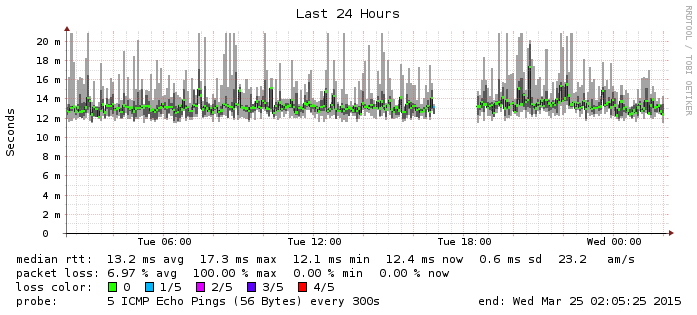 Last 24 Hours
RRDTOOL / TOBI OETIKER
Seconds
20 m
18 m
16 m
14 m
12 m
10 m
8 m
6 m
4 m
2 m
0
Tue 06:00 Tue 12:00 Tue 18:00 Wed 00:00
median rtt: 13.2 ms avg 17.3 ms max 12.1 ms min 12.4 ms now 0.6 ms sd 23.2 am/s
packet loss: 6.97 % avg 100.00 % max 0.00 % min 0.00 % now
loss color: 0 1/5 2/5 3/5 4/5
probe: 5 ICMP Echo Pings (56 Bytes) every 300s end: Wed Mar 25 02:05:25 2015